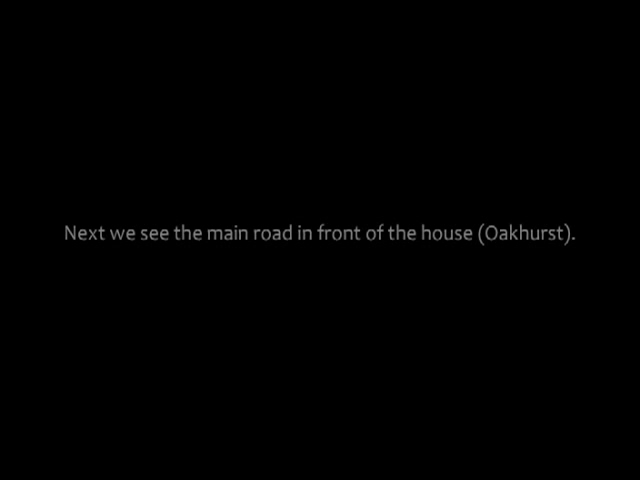 Next we see the main road in front of the house (Oakhurst).